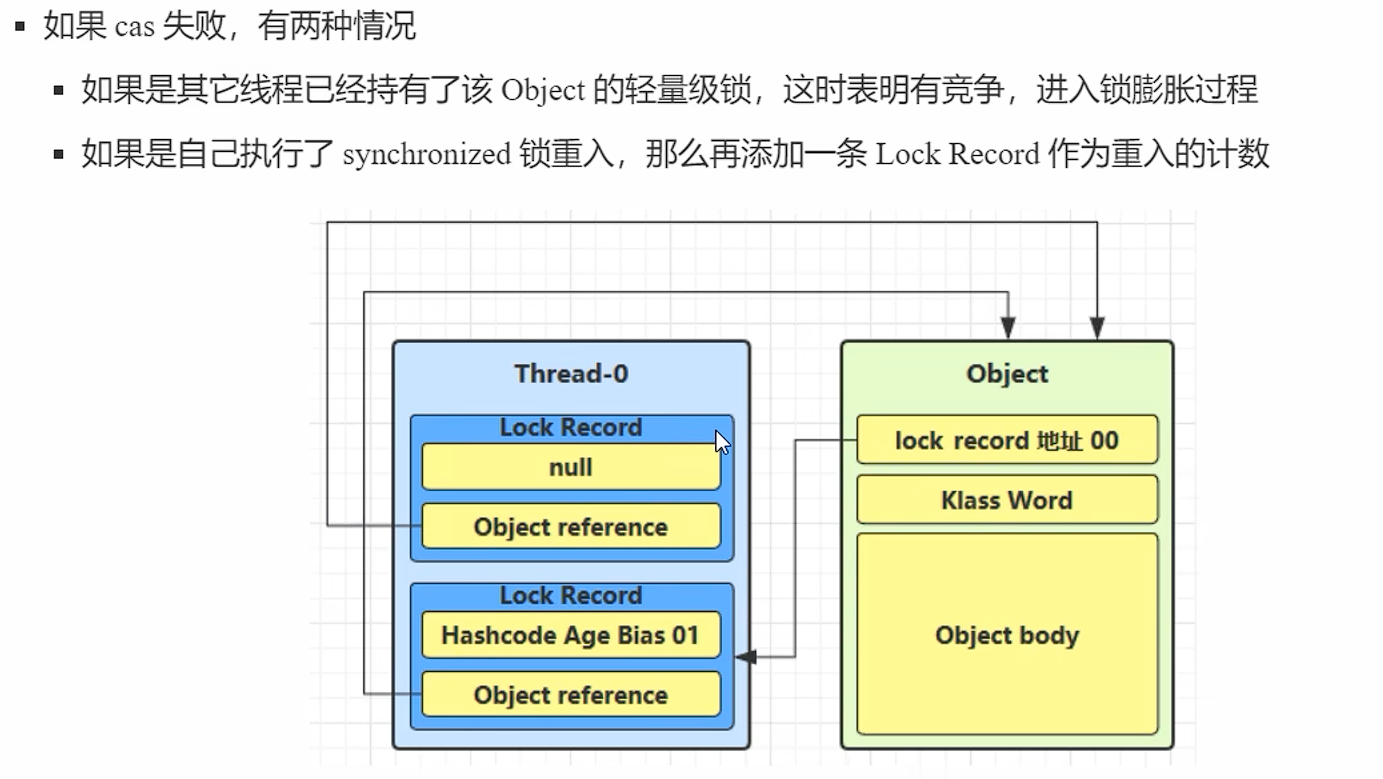 如果 cas 失败，有两种情况
如果是其它线程已经持有了该 Object 的轻量级锁，这时表明有竞争，进入锁膨胀过程
如果是自己执行了 synchronized 锁重入，那么再添加一条 Lock Record 作为重入的计数
Thread-0
Lock Record
null
Object reference
Lock Record
Hashcode Age Bias 01
Object reference
Object
lock record 地址 00
Klass Word
Object body